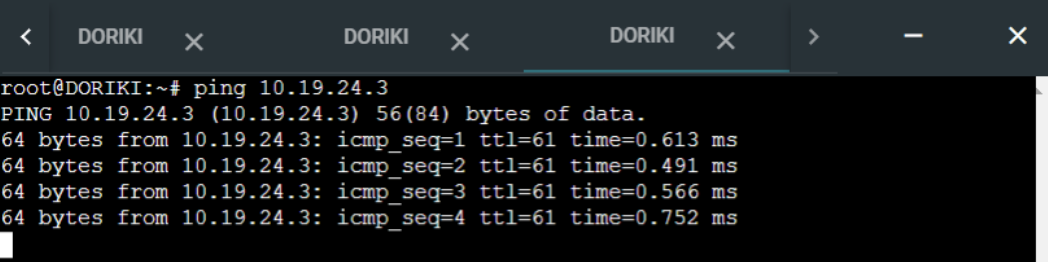 DORIKI DORIKI DORIKI
root@DORIKI:~# ping 10.19.24.3
PING 10.19.24.3 (10.19.24.3) 56(84) bytes of data.
64 bytes from 10.19.24.3: icmp_seq=1 ttl=61 time=0.613 ms
64 bytes from 10.19.24.3: icmp_seq=2 ttl=61 time=0.491 ms
64 bytes from 10.19.24.3: icmp_seq=3 ttl=61 time=0.566 ms
64 bytes from 10.19.24.3: icmp_seq=4 ttl=61 time=0.752 ms